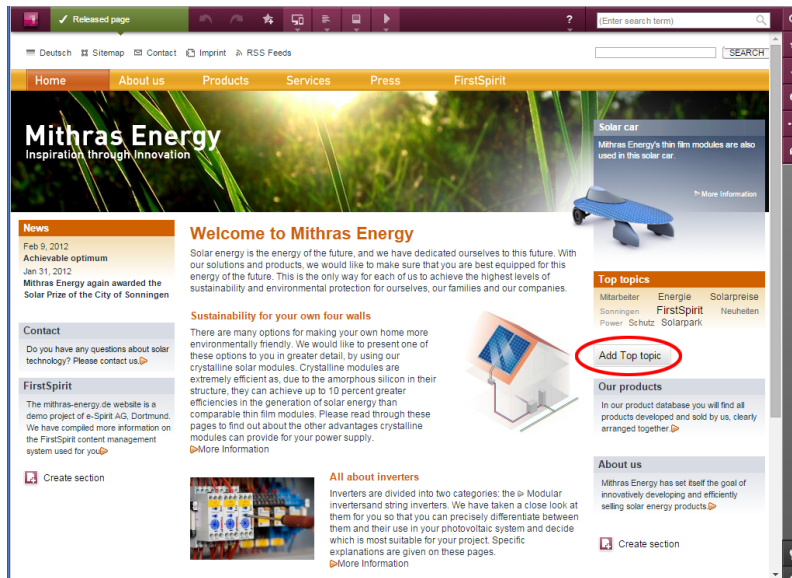 Released page
?
(Enter search term)
Deutsch Sitemap Contact Imprint RSS Feeds
SEARCH
Home About us Products Services Press FirstSpirit
Mithras Energy
Inspiration through Innovation
Solar car
Mithras Energy's thin film modules are also
used in this solar car.
More Information
News
Feb 9, 2012
Achievable optimum
Jan 31, 2012
Mithras Energy again awarded the
Solar Prize of the City of Sonningen
Contact
Do you have any questions about solar
technology? Please contact us.
FirstSpirit
The mithras-energy.de website is a
demo project of e-Spirit AG, Dortmund.
We have compiled more information on
the FirstSpirit content management
system used for you
Create section
Welcome to Mithras Energy
Solar energy is the energy of the future, and we have dedicated ourselves to this future. With
our solutions and products, we would like to make sure that you are best equipped for this
energy of the future. This is the only way for each of us to achieve the highest levels of
sustainability and environmental protection for ourselves, our families and our companies.
Sustainability for your own four
walls
There are many options for making your own home more
environmentally friendly. We would like to present one of
these options to you in greater detail, by using our
crystalline solar modules. Crystalline modules are
extremely efficient as, due to the amorphous silicon in their
structure, they can achieve up to 10 percent greater
efficiencies in the generation of solar energy than
comparable thin film modules. Please read through these
pages to find out about the other advantages crystalline
modules can provide for your power supply.
More Information
All about inverters
Inverters are divided into two categories: the Modular
invertersand string inverters. We have taken a close look at
them for you so that you can precisely differentiate between
them and their use in your photovoltaic system and decide
which is most suitable for your project. Specific
explanations are given on these pages.
More Information
Top topics
Mitarbeiter Energie Solarpreise
Sonningen FirstSpirit Neuheiten
Power Schutz Solarpark
Add Top topic
Our products
In our product database you will find all
products developed and sold by us, clearly
arranged together.
About us
Mithras Energy has set itself the goal of
innovatively developing and efficiently
selling solar energy products.
Create section